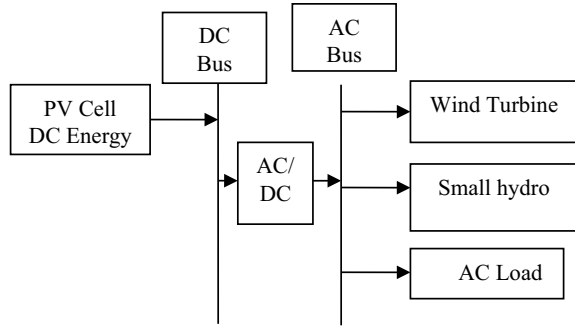 DC
Bus
AC
Bus
PV Cell
DC Energy
AC/
DC
Wind Turbine
Small hydro
AC Load